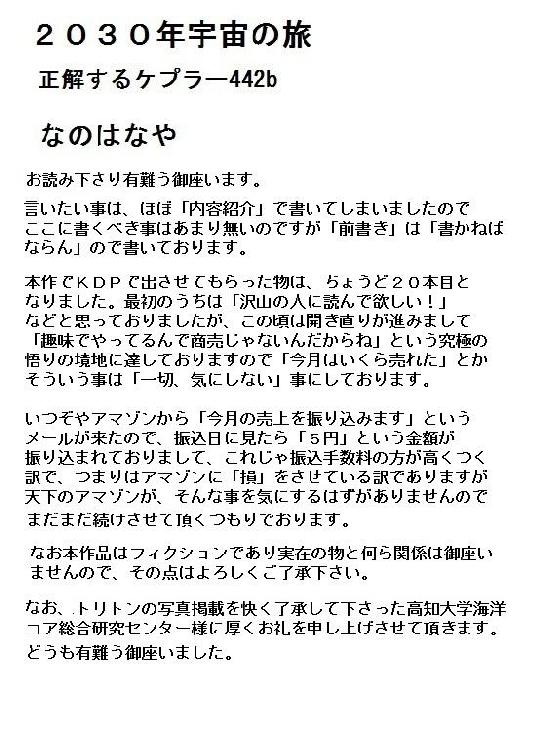 ２０３０年宇宙の旅
正解するケプラー442b
なのはなや
お読み下さり有難う御座います。
言いたい事は、ほぼ「内容紹介」で書いてしまいましたので
ここに書くべき事はあまり無いのですが「前書き」は「書かねば
ならん」ので書いております。
本作でＫＤＰで出させてもらった物は、ちょうど２０本目と
なりました。最初のうちは「沢山の人に読んで欲しい！」
などと思っておりましたが、この頃は開き直りが進みまして
「趣味でやってるんで商売じゃないんだからね」という究極の
悟りの境地に達しておりますので「今月はいくら売れた」とか
そういう事は「一切、気にしない」事にしております。
いつぞやアマゾンから「今月の売上を振り込みます」という
メールが来たので、振込日に見たら「５円」という金額が
振り込まれておりまして、これじゃ振込手数料の方が高くつく
訳で、つまりはアマゾンに「損」をさせている訳でありますが
天下のアマゾンが、そんな事を気にするはずがありませんので
まだまだ続けさせて頂くつもりでおります。
なお本作品はフィクションであり実在の物と何ら関係は御座い
ませんので、その点はよろしくご了承下さい。
なお、トリトンの写真掲載を快く了承して下さった高知大学海洋
コア総合研究センター様に厚くお礼を申し上げさせて頂きます。
どうも有難う御座いました。